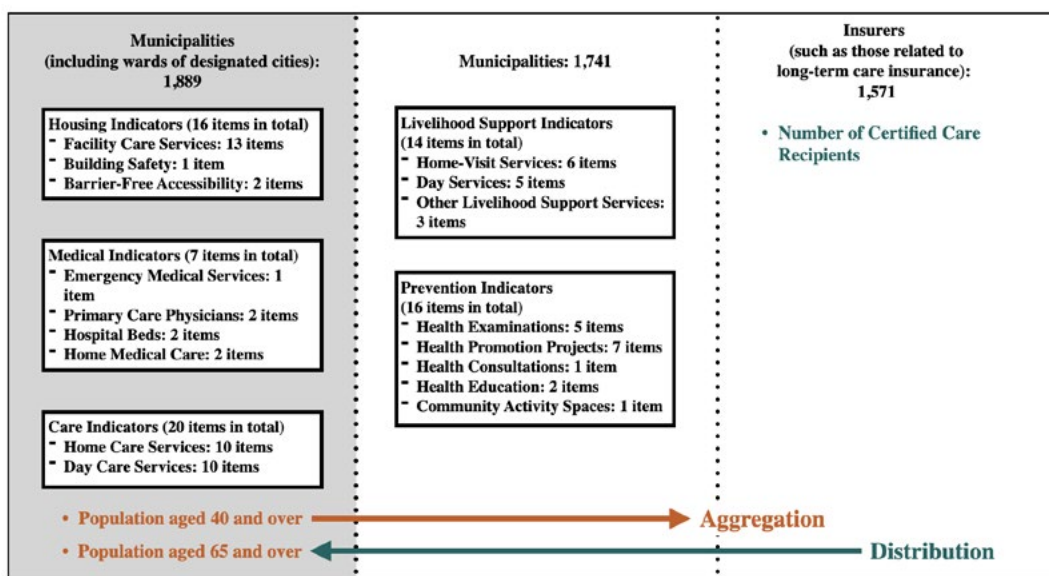 Municipalities
(including wards of designated cities):
1,889
Housing Indicators (16 items in total)
- Facility Care Services: 13 items
- Building Safety: 1 item
- Barrier-Free Accessibility: 2 items
Medical Indicators (7 items in total)
- Emergency Medical Services: 1
item
- Primary Care Physicians: 2 items
- Hospital Beds: 2 items
- Home Medical Care: 2 items
Care Indicators (20 items in total)
- Home Care Services: 10 items
- Day Care Services: 10 items
Municipalities: 1,741
Livelihood Support Indicators
(14 items in total)
- Home-Visit Services: 6 items
- Day Services: 5 items
- Other Livelihood Support Services:
3 items
Prevention Indicators
(16 items in total)
- Health Examinations: 5 items
- Health Promotion Projects: 7 items
- Health Consultations: 1 item
- Health Education: 2 items
- Community Activity Spaces: 1 item
Insurers
(such as those related to
long-term care insurance):
1,571
• Number of Certified Care
Recipients
• Population aged 40 and over
Aggregation
• Population aged 65 and over
Distribution